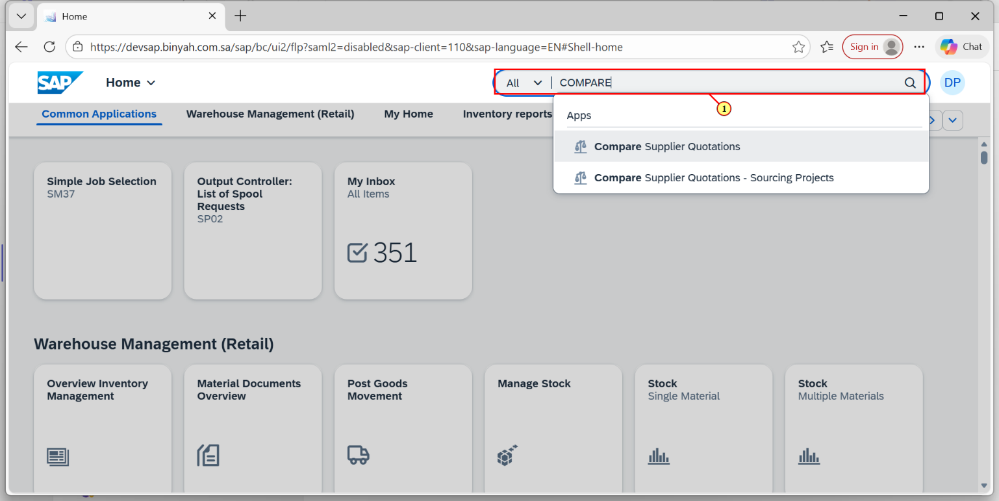 Home
https://devsap.binyah.com.sa/sap/bc/ui2/flp?saml2=disabled&sap-client=110&sap-language=EN#Shell-home
Sign in
Chat
SAP
Home
All
COMPARE
DP
1
Common Applications
Warehouse Management (Retail)
My Home
Inventory reports
Apps
Compare Supplier Quotations
Compare Supplier Quotations - Sourcing Projects
Simple Job Selection
SM37
Output Controller:
List of Spool
Requests
SP02
My Inbox
All Items
351
Warehouse Management (Retail)
Overview Inventory
Management
Material Documents
Overview
Post Goods
Movement
Manage Stock
Stock
Single Material
Stock
Multiple Materials